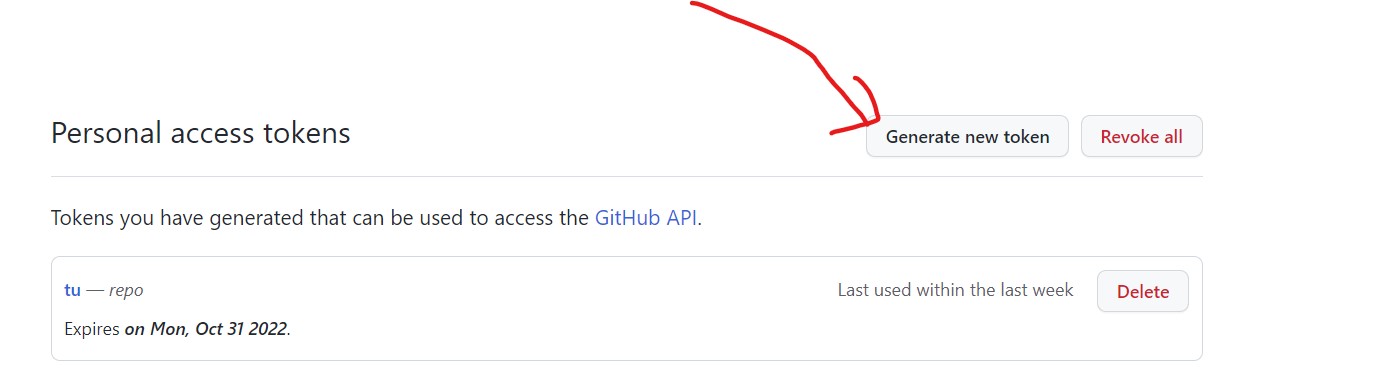 Personal access tokens
Generate new token
Revoke all
Tokens you have generated that can be used to access the GitHub API.
tu — repo
Last used within the last week
Delete
Expires on Mon, Oct 31 2022.